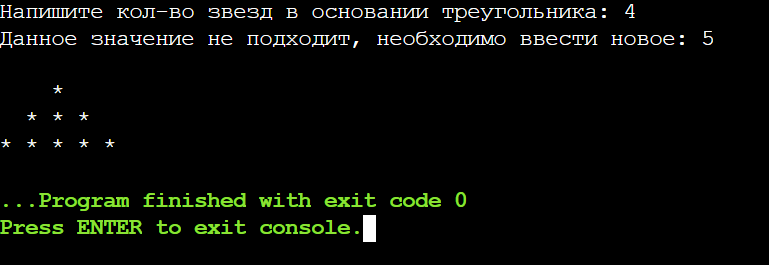 Напишите кол-во звезд в основании треугольника: 4
Данное значение не подходит, необходимо ввести новое: 5
    *
  * * *
* * * * *
...Program finished with exit code 0
Press ENTER to exit console.